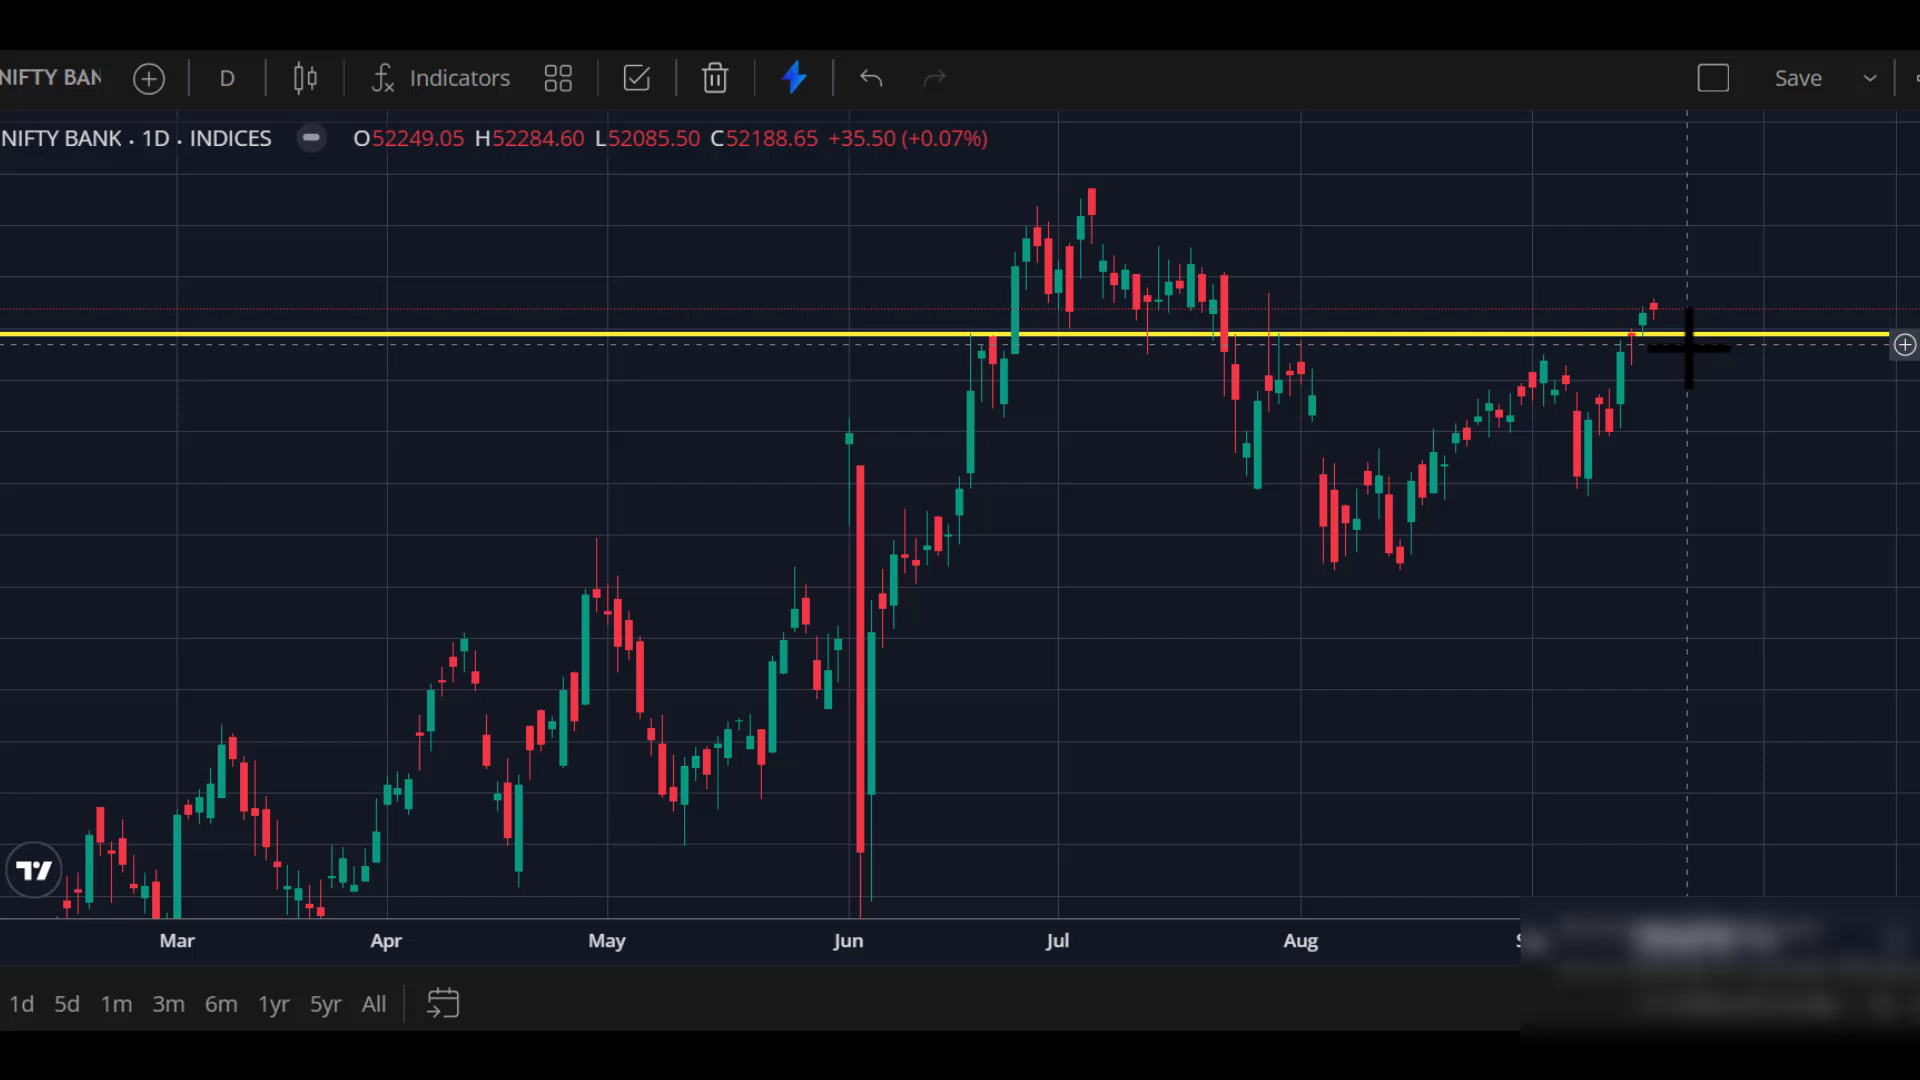 NIFTY BAN D Indicators Save
NIFTY BANK · 1D · INDICES O52249.05 H52284.60 L52085.50 C52188.65 +35.50 (+0.07%)
Mar Apr May Jun Jul Aug
1d 5d 1m 3m 6m 1yr 5yr All